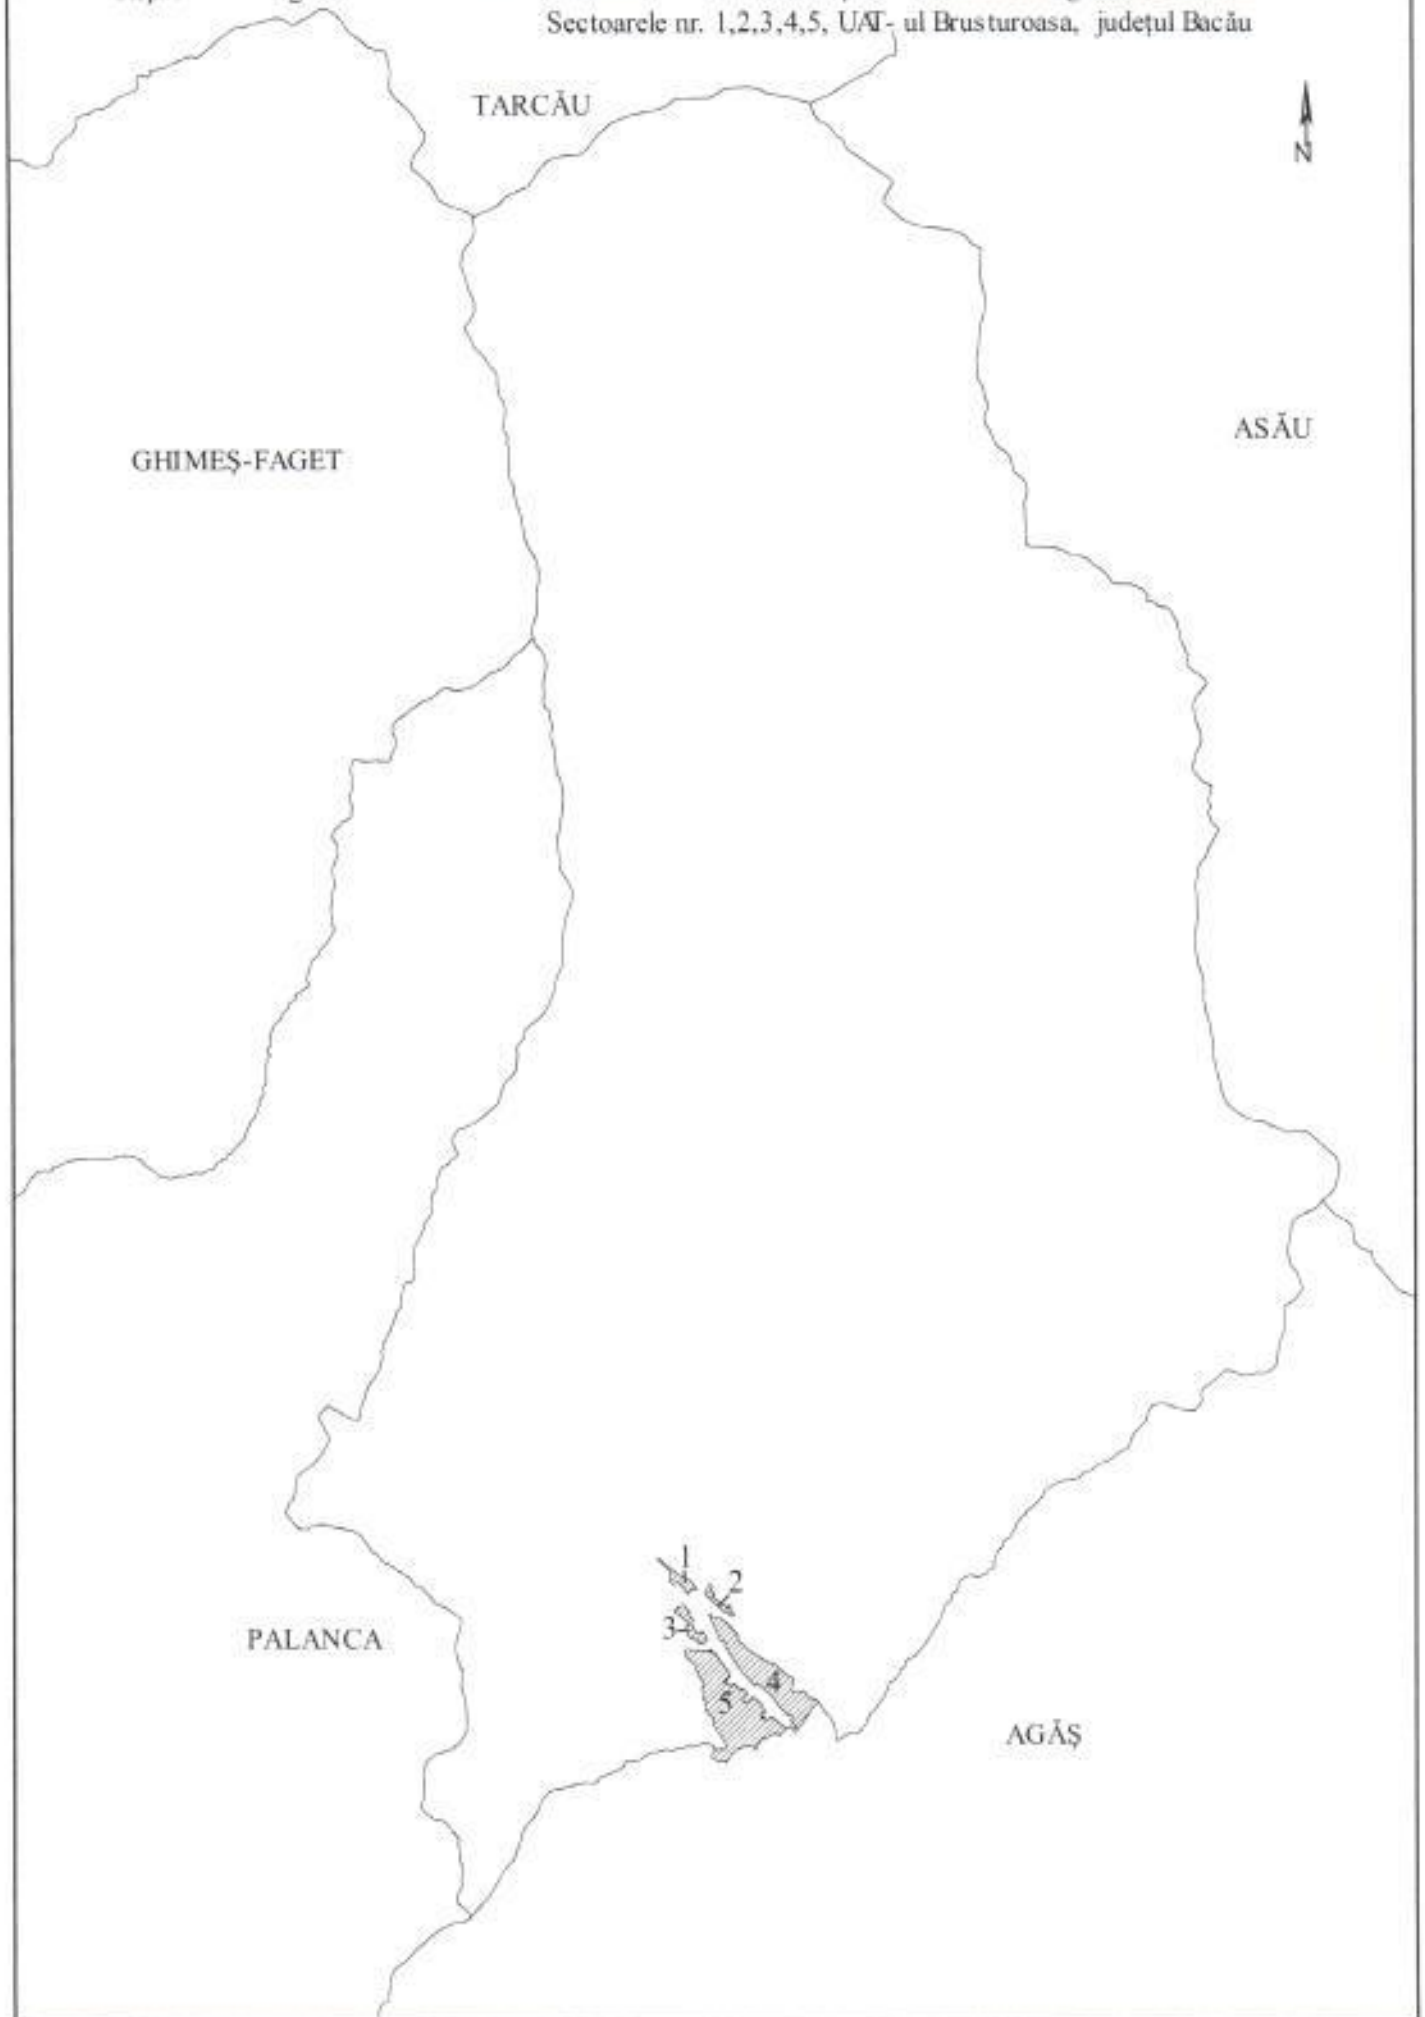 Sectoarele nr. 1,2,3,4,5, UAT- ul Brusturoasa, județul Bacău
TARCĂU
N
ASĂU
GHIMEȘ-FAGET
1
2
3
PALANCA
4
5
AGĂȘ